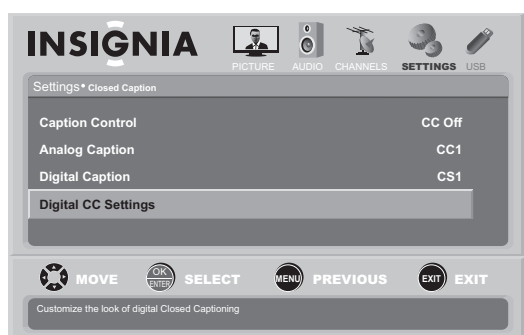 INSIGNIA
PICTURE AUDIO CHANNELS SETTINGS USB
Settings• Closed Caption
Caption Control CC Off
Analog Caption CC1
Digital Caption CS1
Digital CC Settings
MOVE OK ENTER SELECT MENU PREVIOUS EXIT EXIT
Customize the look of digital Closed Captioning